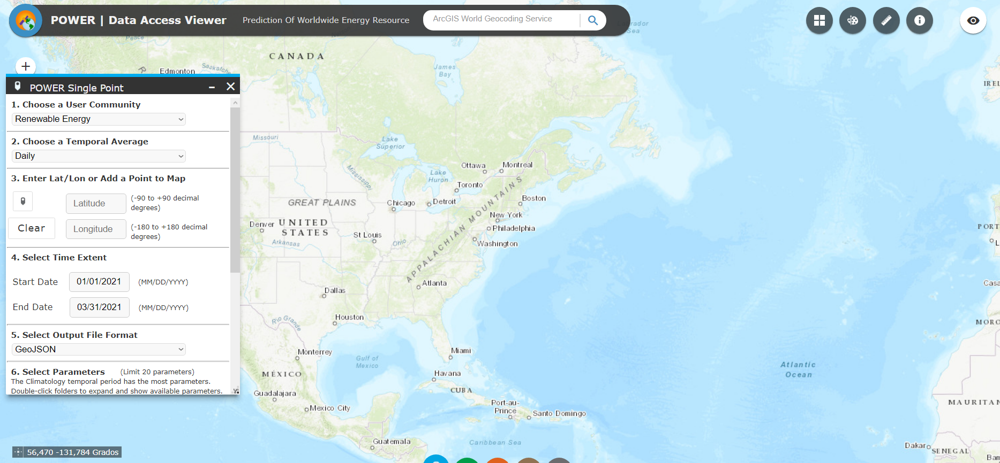 POWER | Data Access Viewer
Prediction Of Worldwide Energy Resource
ArcGIS World Geocoding Service
POWER Single Point
1. Choose a User Community
Renewable Energy
2. Choose a Temporal Average
Daily
3. Enter Lat/Lon or Add a Point to Map
Latitude
(-90 to +90 decimal
degrees)
Clear
Longitude
(-180 to +180 decimal
degrees)
4. Select Time Extent
Start Date
01/01/2021
(MM/DD/YYYY)
End Date
03/31/2021
(MM/DD/YYYY)
5. Select Output File Format
GeoJSON
6. Select Parameters
(Limit 20 parameters)
The Climatology temporal period has the most parameters.
Double-click folders to expand and show available parameters.
56,470 -131,784 Grados
Peace
Edmonton
CANADA
James
Bay
Missouri
Lake
Superior
Mississippi
Ottawa
Montreal
Lake
Huron
Toronto
GREAT PLAINS
Chicago
Detroit
Boston
New York
Denver
UNITED
STATES
Philadelphia
St Louis
Ohio
Arkansas
Washington
APPALACHIAN MOUNTAINS
Atlanta
Dallas
Rio Grande
Houston
Monterrey
Gulf of
Mexico
Miami
MÉXICO
Havana
Guadalajara
CUBA
Mexico City
Port-au-
Prince
Santo Domingo
Guatemala
Caribbean Sea
Atlantic
Ocean
Sea
IREL
PORT
Casa
MORO
MAURITAN
Dakar
SENEGAL
Bam